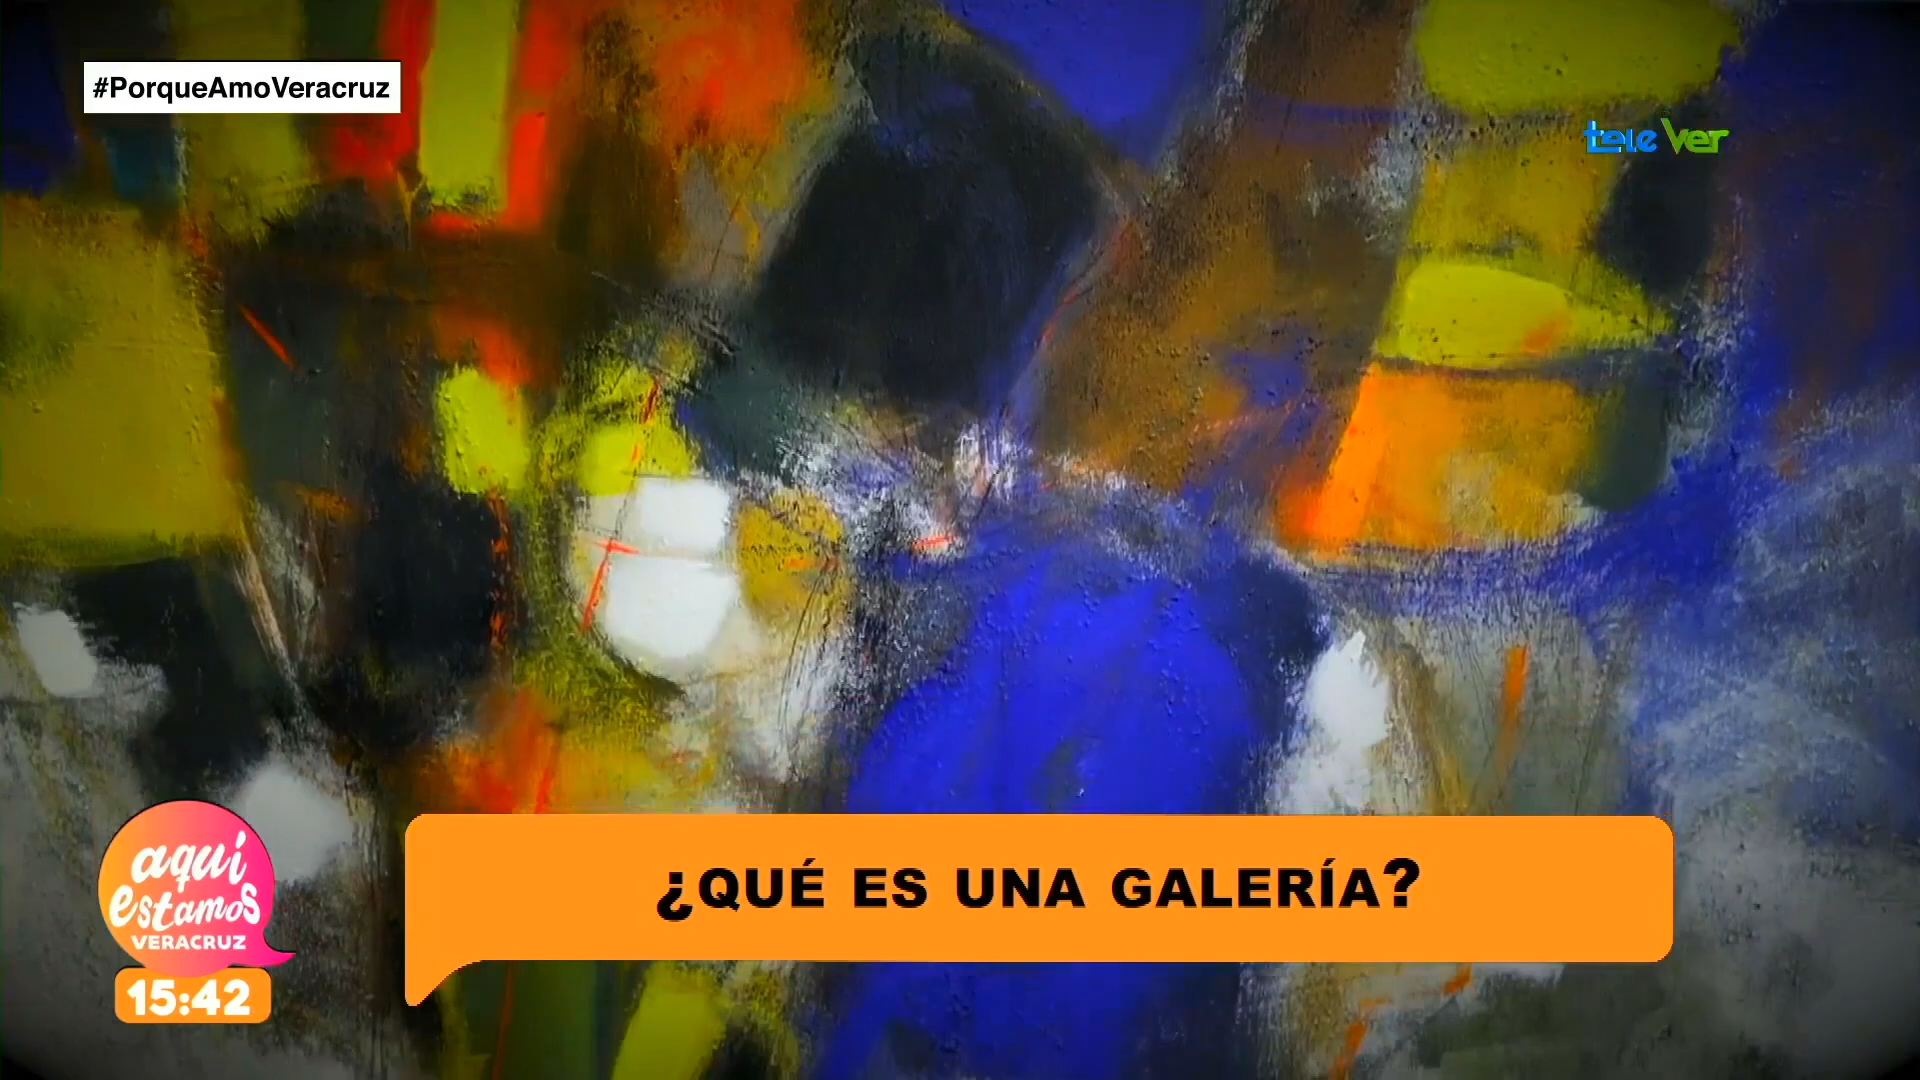 #PorqueAmoVeracruz
tele Ver
¿QUÉ ES UNA GALERÍA?
aquí
estamos
VERACRUZ
15:42